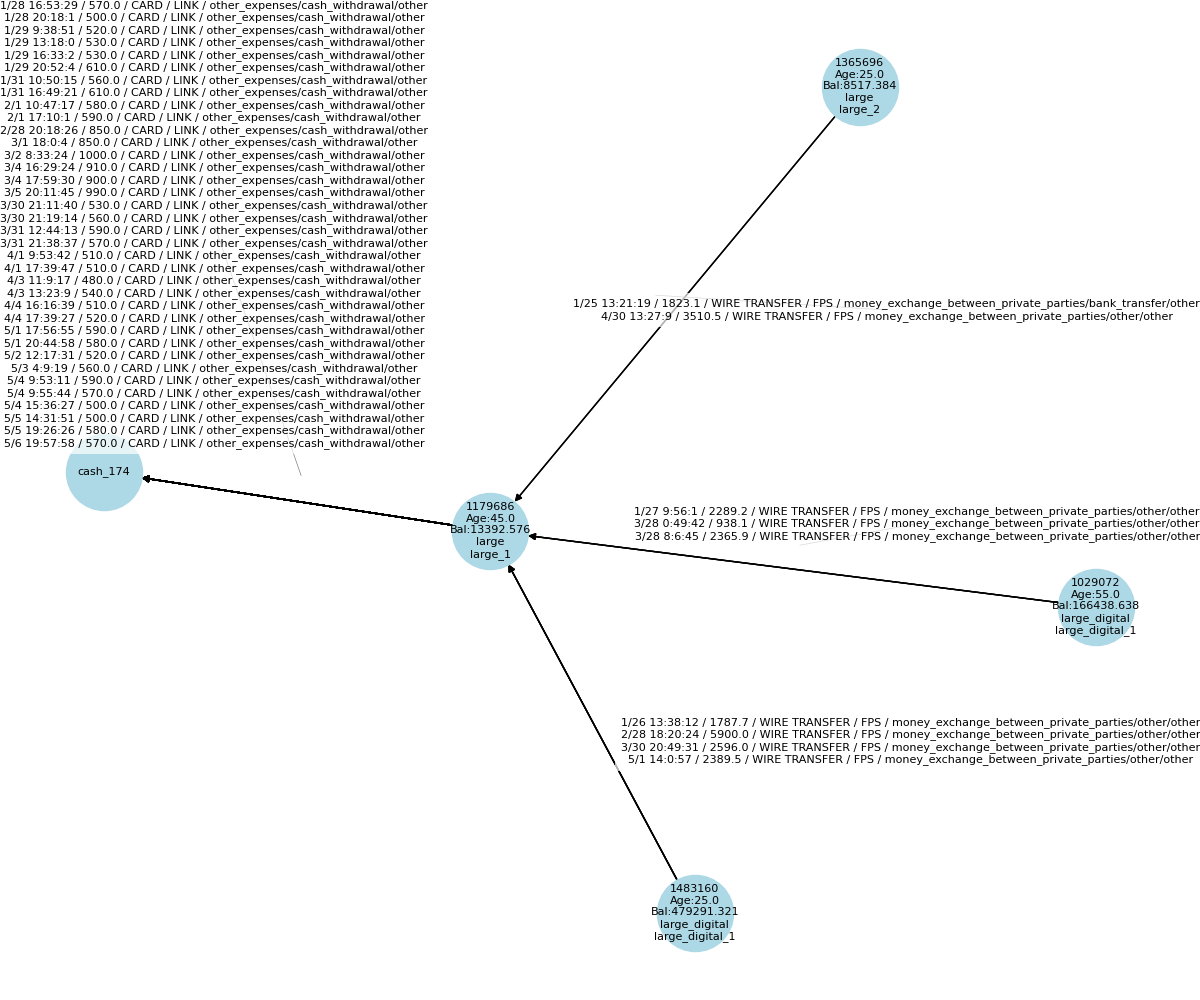 1/28 16:53:29 / 570.0 / CARD / LINK / other_expenses/cash_withdrawal/other
1/28 20:18:1 / 500.0 / CARD / LINK / other_expenses/cash_withdrawal/other
1/29 9:38:51 / 520.0 / CARD / LINK / other_expenses/cash_withdrawal/other
1/29 13:18:0 / 530.0 / CARD / LINK / other_expenses/cash_withdrawal/other
1/29 16:33:2 / 530.0 / CARD / LINK / other_expenses/cash_withdrawal/other
1/29 20:52:4 / 610.0 / CARD / LINK / other_expenses/cash_withdrawal/other
1/31 10:50:15 / 560.0 / CARD / LINK / other_expenses/cash_withdrawal/other
1/31 16:49:21 / 610.0 / CARD / LINK / other_expenses/cash_withdrawal/other
2/1 10:47:17 / 580.0 / CARD / LINK / other_expenses/cash_withdrawal/other
2/1 17:10:1 / 590.0 / CARD / LINK / other_expenses/cash_withdrawal/other
2/28 20:18:26 / 850.0 / CARD / LINK / other_expenses/cash_withdrawal/other
3/1 18:0:4 / 850.0 / CARD / LINK / other_expenses/cash_withdrawal/other
3/2 8:33:24 / 1000.0 / CARD / LINK / other_expenses/cash_withdrawal/other
3/4 16:29:24 / 910.0 / CARD / LINK / other_expenses/cash_withdrawal/other
3/4 17:59:30 / 900.0 / CARD / LINK / other_expenses/cash_withdrawal/other
3/5 20:11:45 / 990.0 / CARD / LINK / other_expenses/cash_withdrawal/other
3/30 21:11:40 / 530.0 / CARD / LINK / other_expenses/cash_withdrawal/other
3/30 21:19:14 / 560.0 / CARD / LINK / other_expenses/cash_withdrawal/other
3/31 12:44:13 / 590.0 / CARD / LINK / other_expenses/cash_withdrawal/other
3/31 21:38:37 / 570.0 / CARD / LINK / other_expenses/cash_withdrawal/other
4/1 9:53:42 / 510.0 / CARD / LINK / other_expenses/cash_withdrawal/other
4/1 17:39:47 / 510.0 / CARD / LINK / other_expenses/cash_withdrawal/other
4/3 11:9:17 / 480.0 / CARD / LINK / other_expenses/cash_withdrawal/other
4/3 13:23:9 / 540.0 / CARD / LINK / other_expenses/cash_withdrawal/other
4/4 16:16:39 / 510.0 / CARD / LINK / other_expenses/cash_withdrawal/other
4/4 17:39:27 / 520.0 / CARD / LINK / other_expenses/cash_withdrawal/other
5/1 17:56:55 / 590.0 / CARD / LINK / other_expenses/cash_withdrawal/other
5/1 20:44:58 / 580.0 / CARD / LINK / other_expenses/cash_withdrawal/other
5/2 12:17:31 / 520.0 / CARD / LINK / other_expenses/cash_withdrawal/other
5/3 4:9:19 / 560.0 / CARD / LINK / other_expenses/cash_withdrawal/other
5/4 9:53:11 / 590.0 / CARD / LINK / other_expenses/cash_withdrawal/other
5/4 9:55:44 / 570.0 / CARD / LINK / other_expenses/cash_withdrawal/other
5/4 15:36:27 / 500.0 / CARD / LINK / other_expenses/cash_withdrawal/other
5/5 14:31:51 / 500.0 / CARD / LINK / other_expenses/cash_withdrawal/other
5/5 19:26:26 / 580.0 / CARD / LINK / other_expenses/cash_withdrawal/other
5/6 19:57:58 / 570.0 / CARD / LINK / other_expenses/cash_withdrawal/other
cash_174
1365696
Age:25.0
Bal:8517.384
large
large_2
1/25 13:21:19 / 1823.1 / WIRE TRANSFER / FPS / money_exchange_between_private_parties/bank_transfer/other
4/30 13:27:9 / 3510.5 / WIRE TRANSFER / FPS / money_exchange_between_private_parties/other/other
1179686
Age:45.0
Bal:13392.576
large
large_1
1/27 9:56:1 / 2289.2 / WIRE TRANSFER / FPS / money_exchange_between_private_parties/other/other
3/28 0:49:42 / 938.1 / WIRE TRANSFER / FPS / money_exchange_between_private_parties/other/other
3/28 8:6:45 / 2365.9 / WIRE TRANSFER / FPS / money_exchange_between_private_parties/other/other
1029072
Age:55.0
Bal:166438.638
large_digital
large_digital_1
1/26 13:38:12 / 1787.7 / WIRE TRANSFER / FPS / money_exchange_between_private_parties/other/other
2/28 18:20:24 / 5900.0 / WIRE TRANSFER / FPS / money_exchange_between_private_parties/other/other
3/30 20:49:31 / 2596.0 / WIRE TRANSFER / FPS / money_exchange_between_private_parties/other/other
5/1 14:0:57 / 2389.5 / WIRE TRANSFER / FPS / money_exchange_between_private_parties/other/other
1483160
Age:25.0
Bal:479291.321
large_digital
large_digital_1